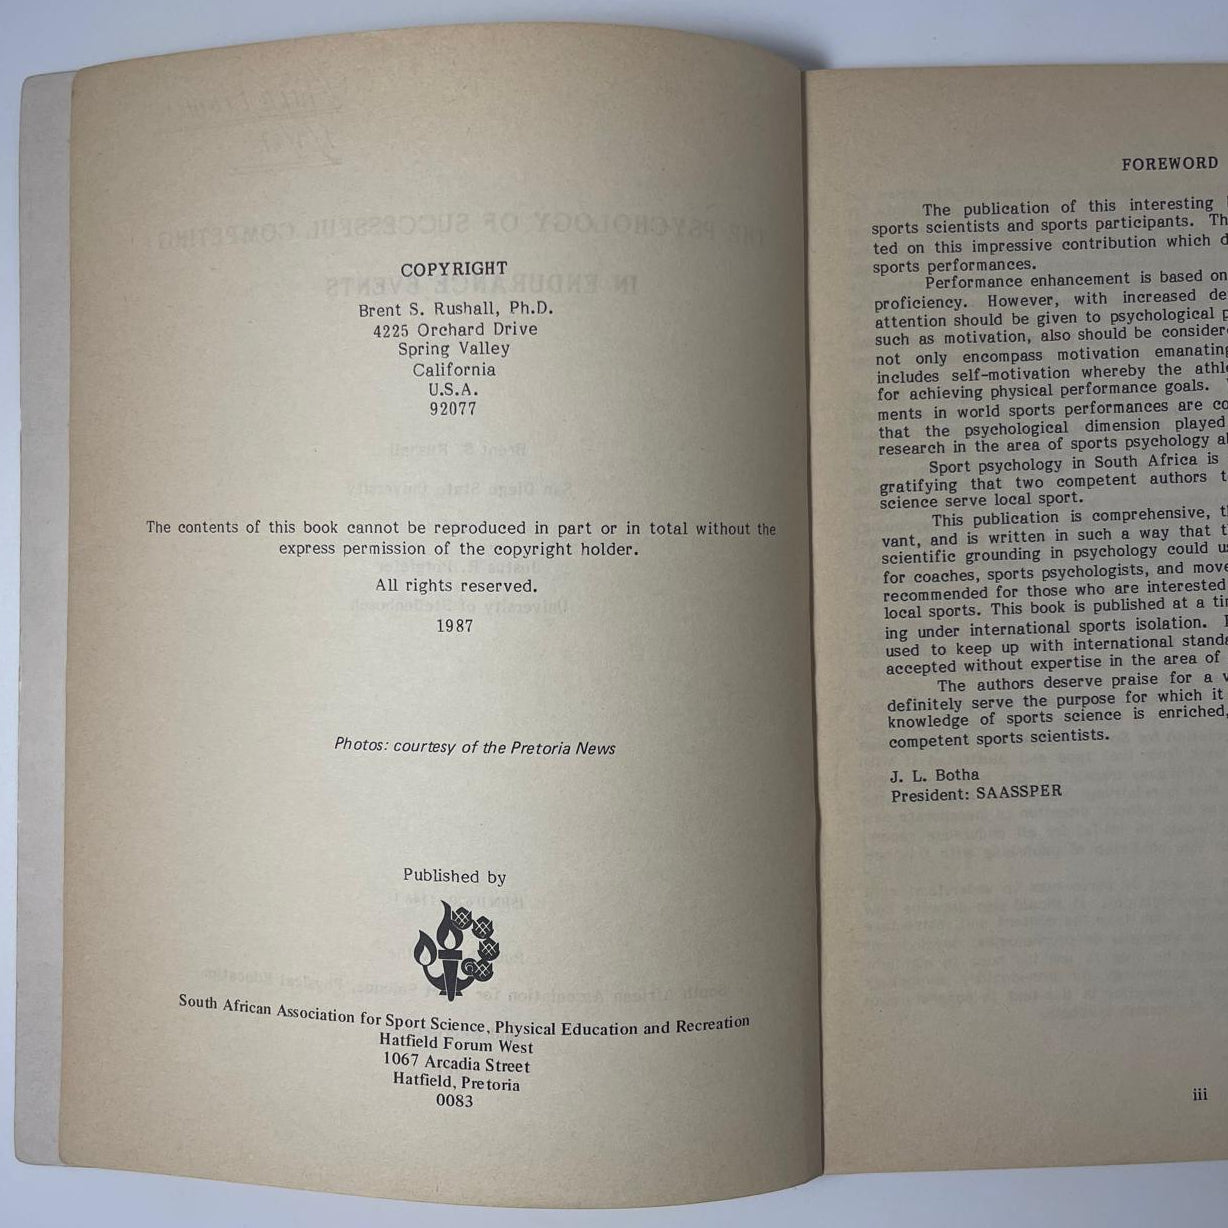 COPYRIGHT
Brent S. Rushall, Ph.D.
4225 Orchard Drive
Spring Valley
California
U.S.A.
92077
The contents of this book cannot be reproduced in part or in total without the
express permission of the copyright holder.
All rights reserved.
1987
Photos: courtesy of the Pretoria News
Published by
South African Association for Sport Science, Physical Education and Recreation
Hatfield Forum West
1067 Arcadia Street
Hatfield, Pretoria
0083
FOREWORD
The publication of this interesting
sports scientists and sports participants. Th
ted on this impressive contribution which d
sports performances.
Performance enhancement is based on
proficiency. However, with increased de
attention should be given to psychological p
such as motivation, also should be consider
not only encompass motivation emanating
includes self-motivation whereby the athl
for achieving physical performance goals.
ments in world sports performances are co
that the psychological dimension played
research in the area of sports psychology al
Sport psychology in South Africa is
gratifying that two competent authors t
science serve local sport.
This publication is comprehensive, t
vant, and is written in such a way that t
scientific grounding in psychology could u
for coaches, sports psychologists, and move
recommended for those who are interested
local sports. This book is published at a ti
ing under international sports isolation.
used to keep up with international stand
accepted without expertise in the area of
The authors deserve praise for a v
definitely serve the purpose for which it
knowledge of sports science is enriched,
competent sports scientists.
J. L. Botha
President: SAASSPER
iii